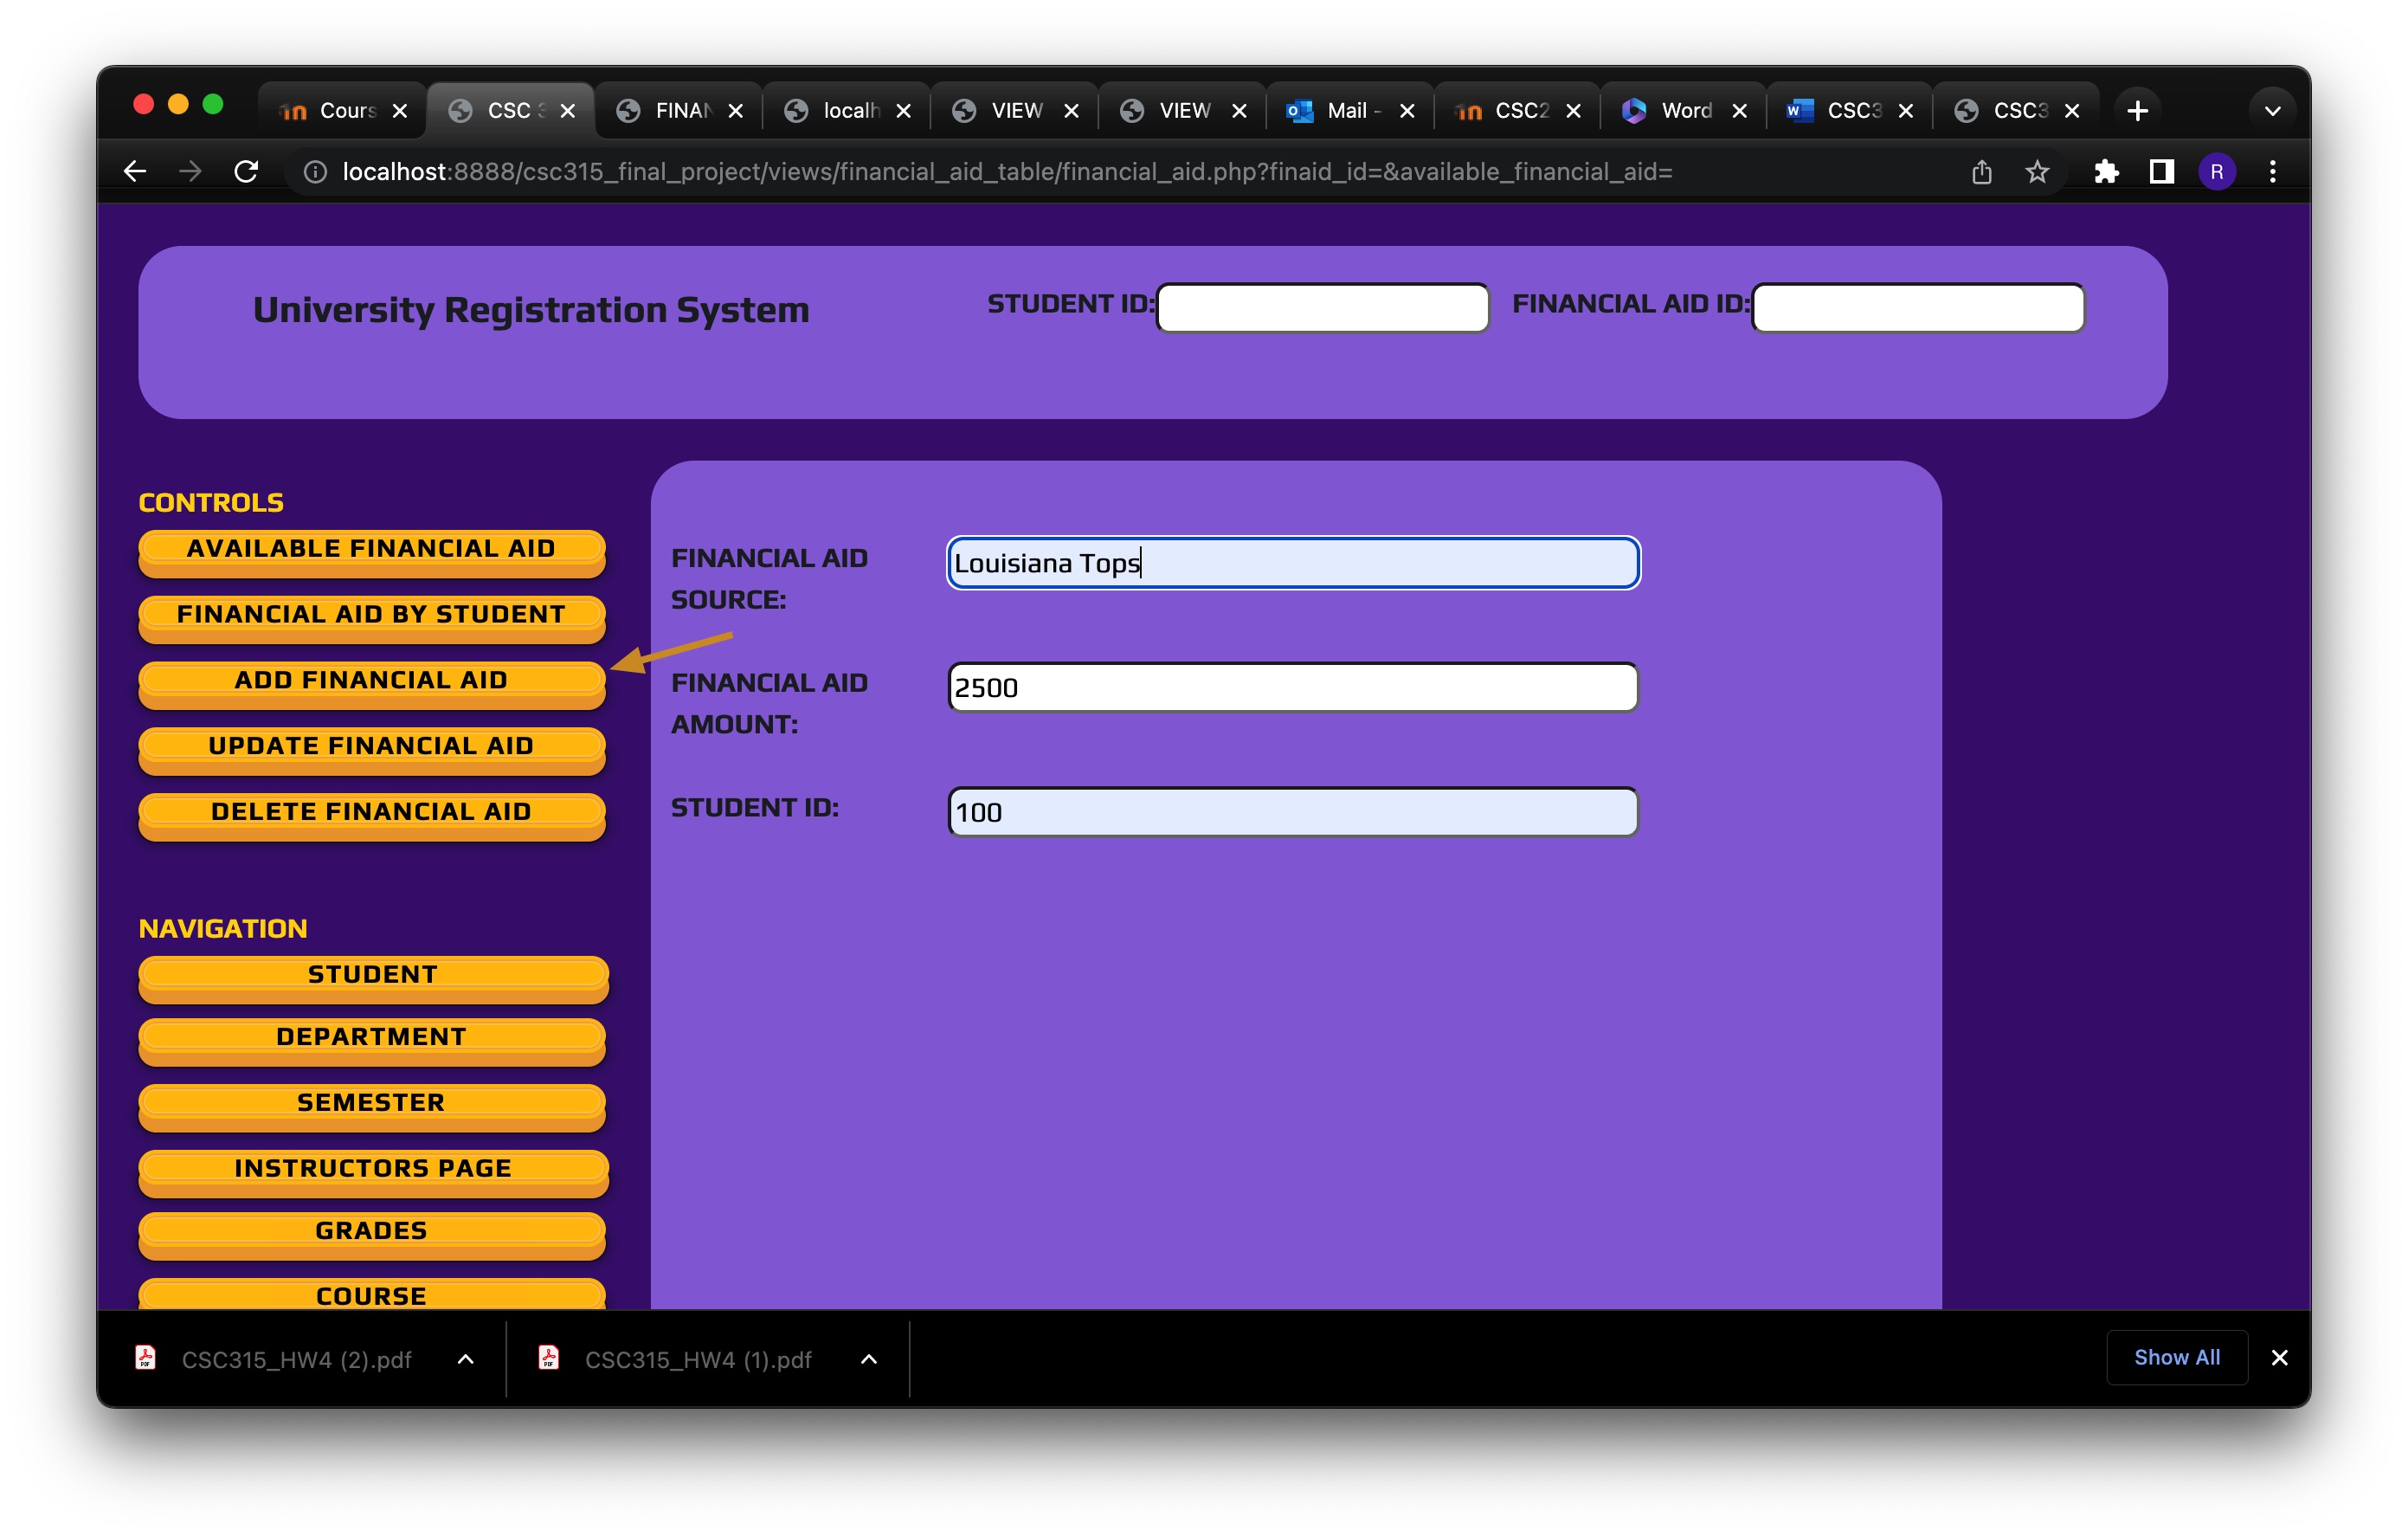 Cours
CSC 3
FINAN
localh
VIEW
VIEW
Mail -
CSC2
Word
CSC3
CSC3
localhost:8888/csc315_final_project/views/financial_aid_table/financial_aid.php?finaid_id=&available_financial_aid=
R
University Registration System
STUDENT ID:
FINANCIAL AID ID:
CONTROLS
AVAILABLE FINANCIAL AID
FINANCIAL AID BY STUDENT
ADD FINANCIAL AID
UPDATE FINANCIAL AID
DELETE FINANCIAL AID
FINANCIAL AID
SOURCE:
Louisiana Tops
FINANCIAL AID
AMOUNT:
2500
STUDENT ID:
100
NAVIGATION
STUDENT
DEPARTMENT
SEMESTER
INSTRUCTORS PAGE
GRADES
COURSE
CSC315_HW4 (2).pdf
CSC315_HW4 (1).pdf
Show All